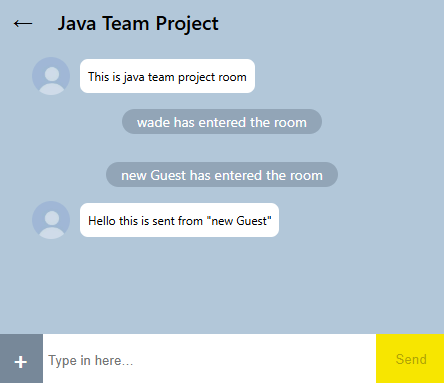 ← Java Team Project
This is java team project room
wade has entered the room
new Guest has entered the room
Hello this is sent from "new Guest"
+ Type in here... Send